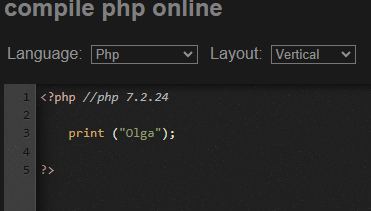 compile php online
Language: Php Layout: Vertical
1 <?php //php 7.2.24
2
3 print ("Olga");
4
5 ?>